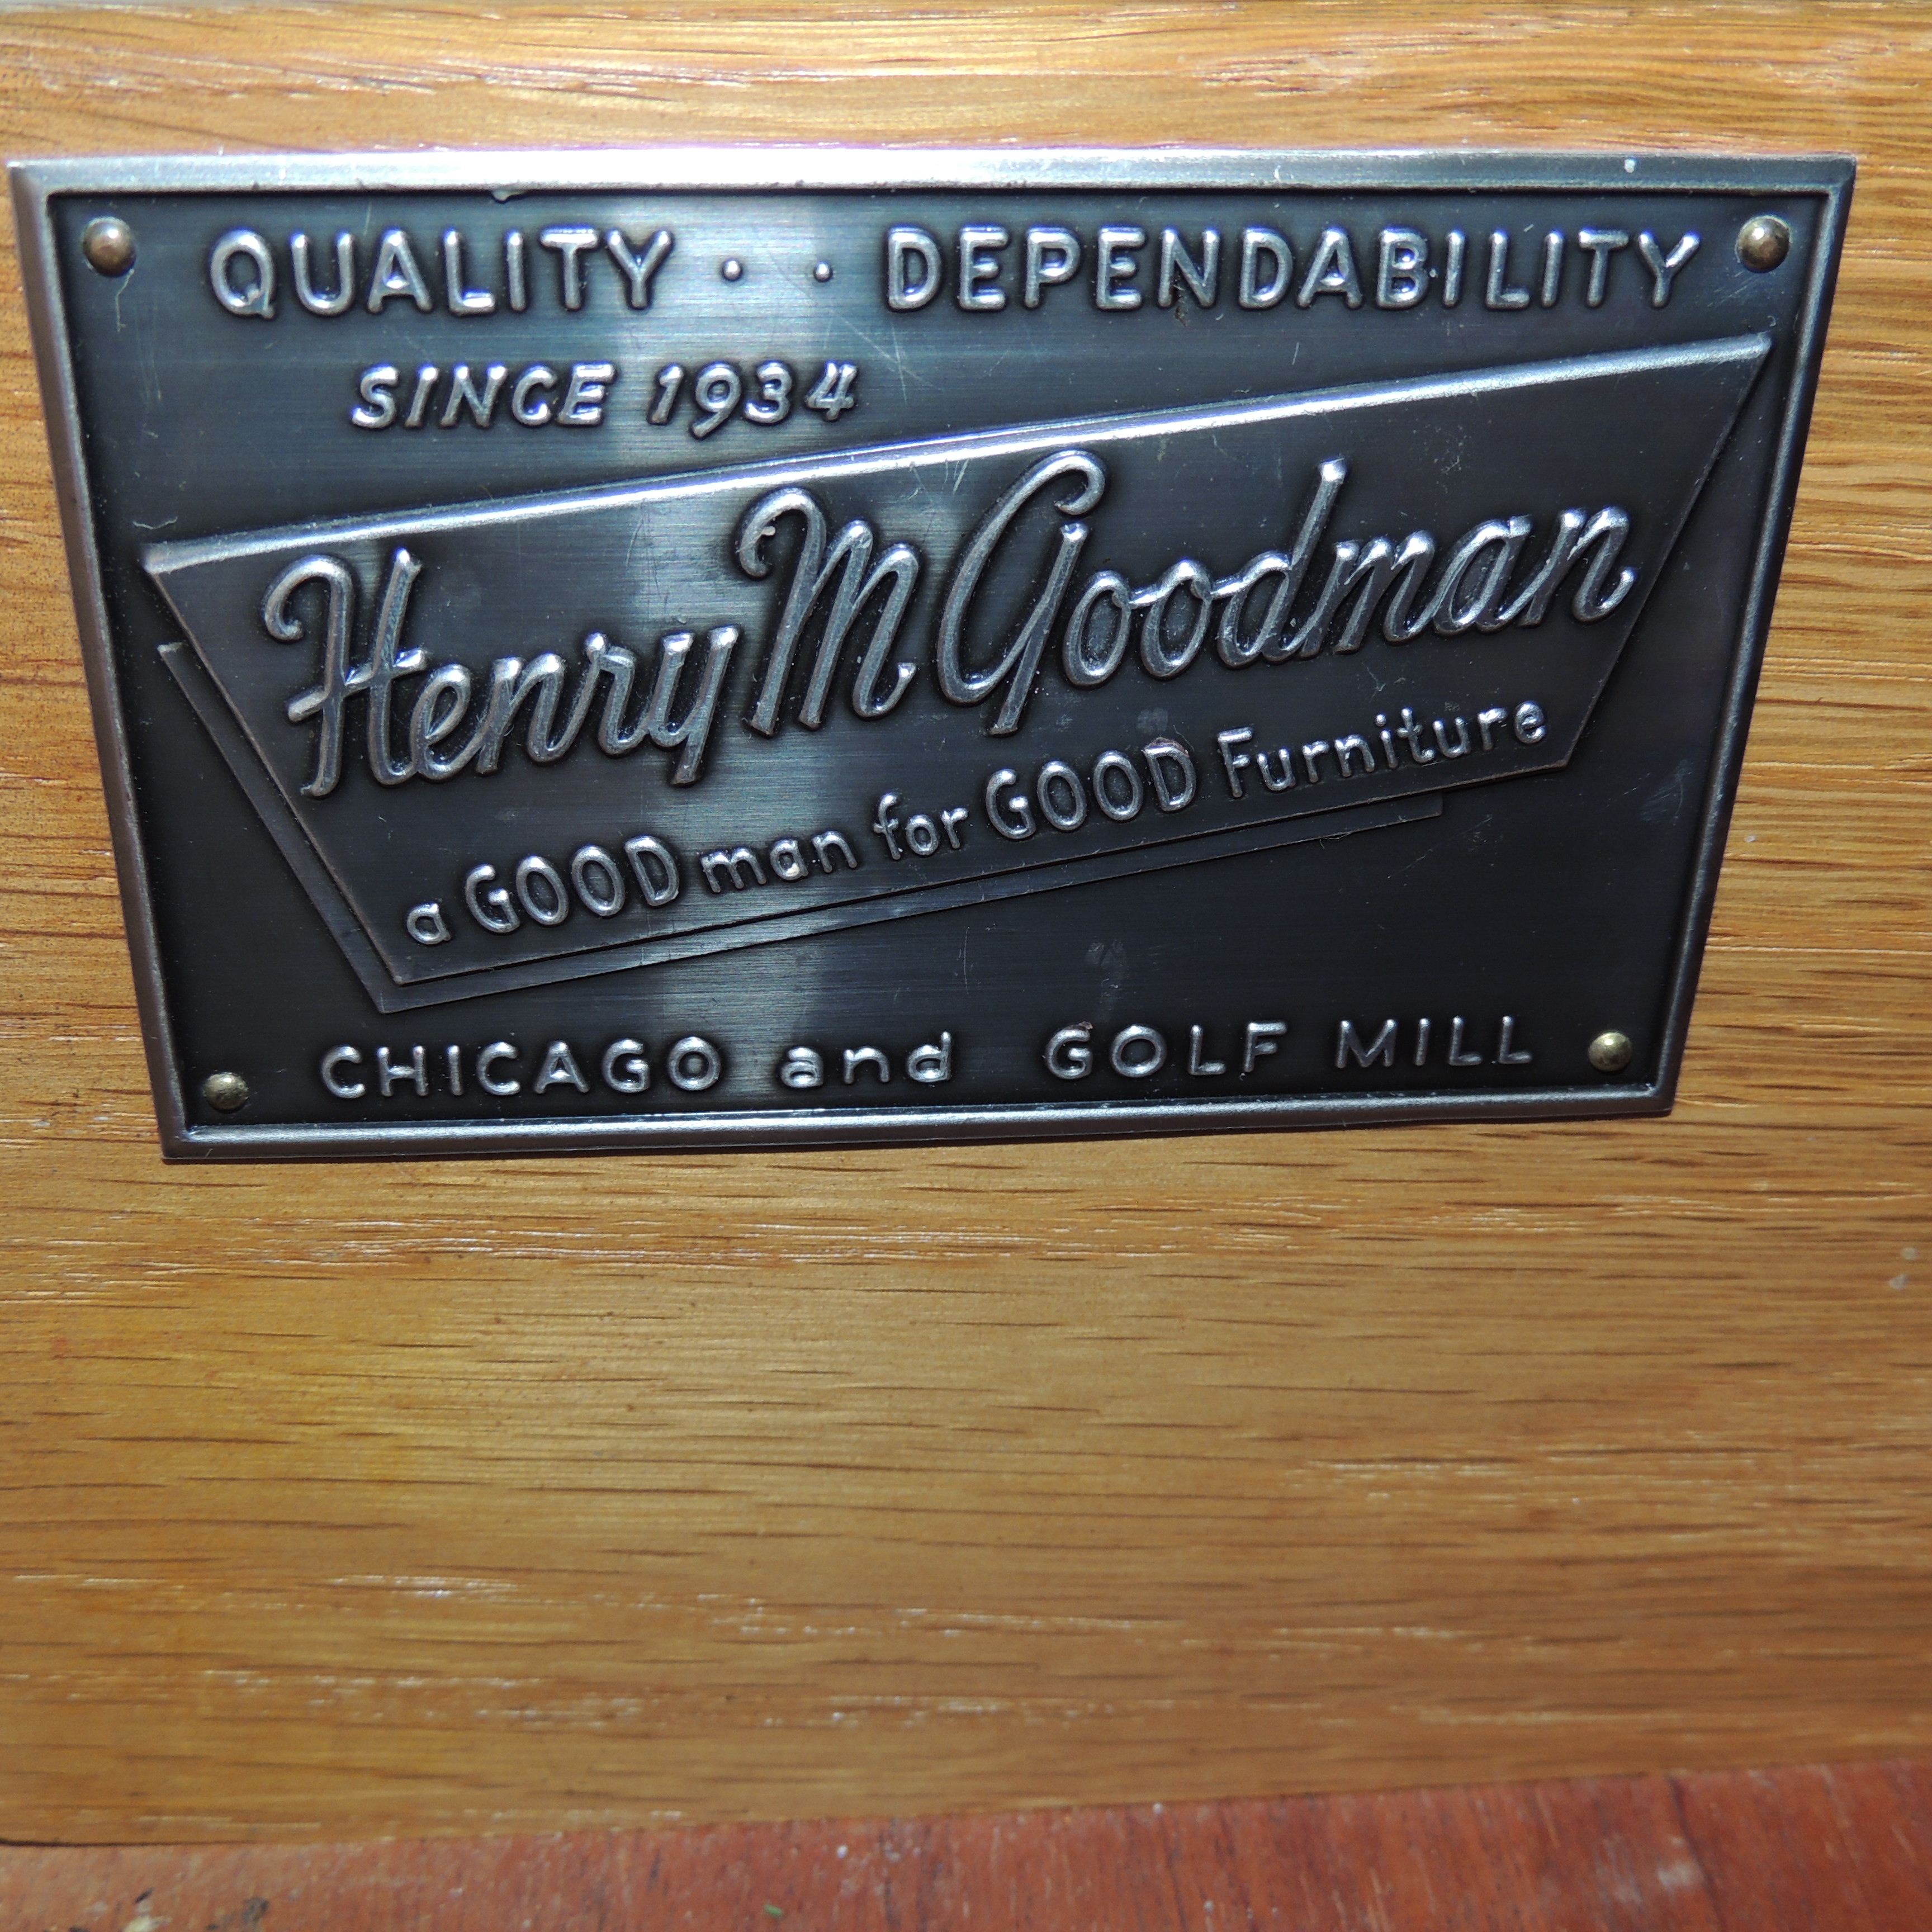 QUALITY . . DEPENDABILITY
SINCE 1934
Henry M Goodman
a GOOD man for GOOD Furniture
CHICAGO and GOLF MILL